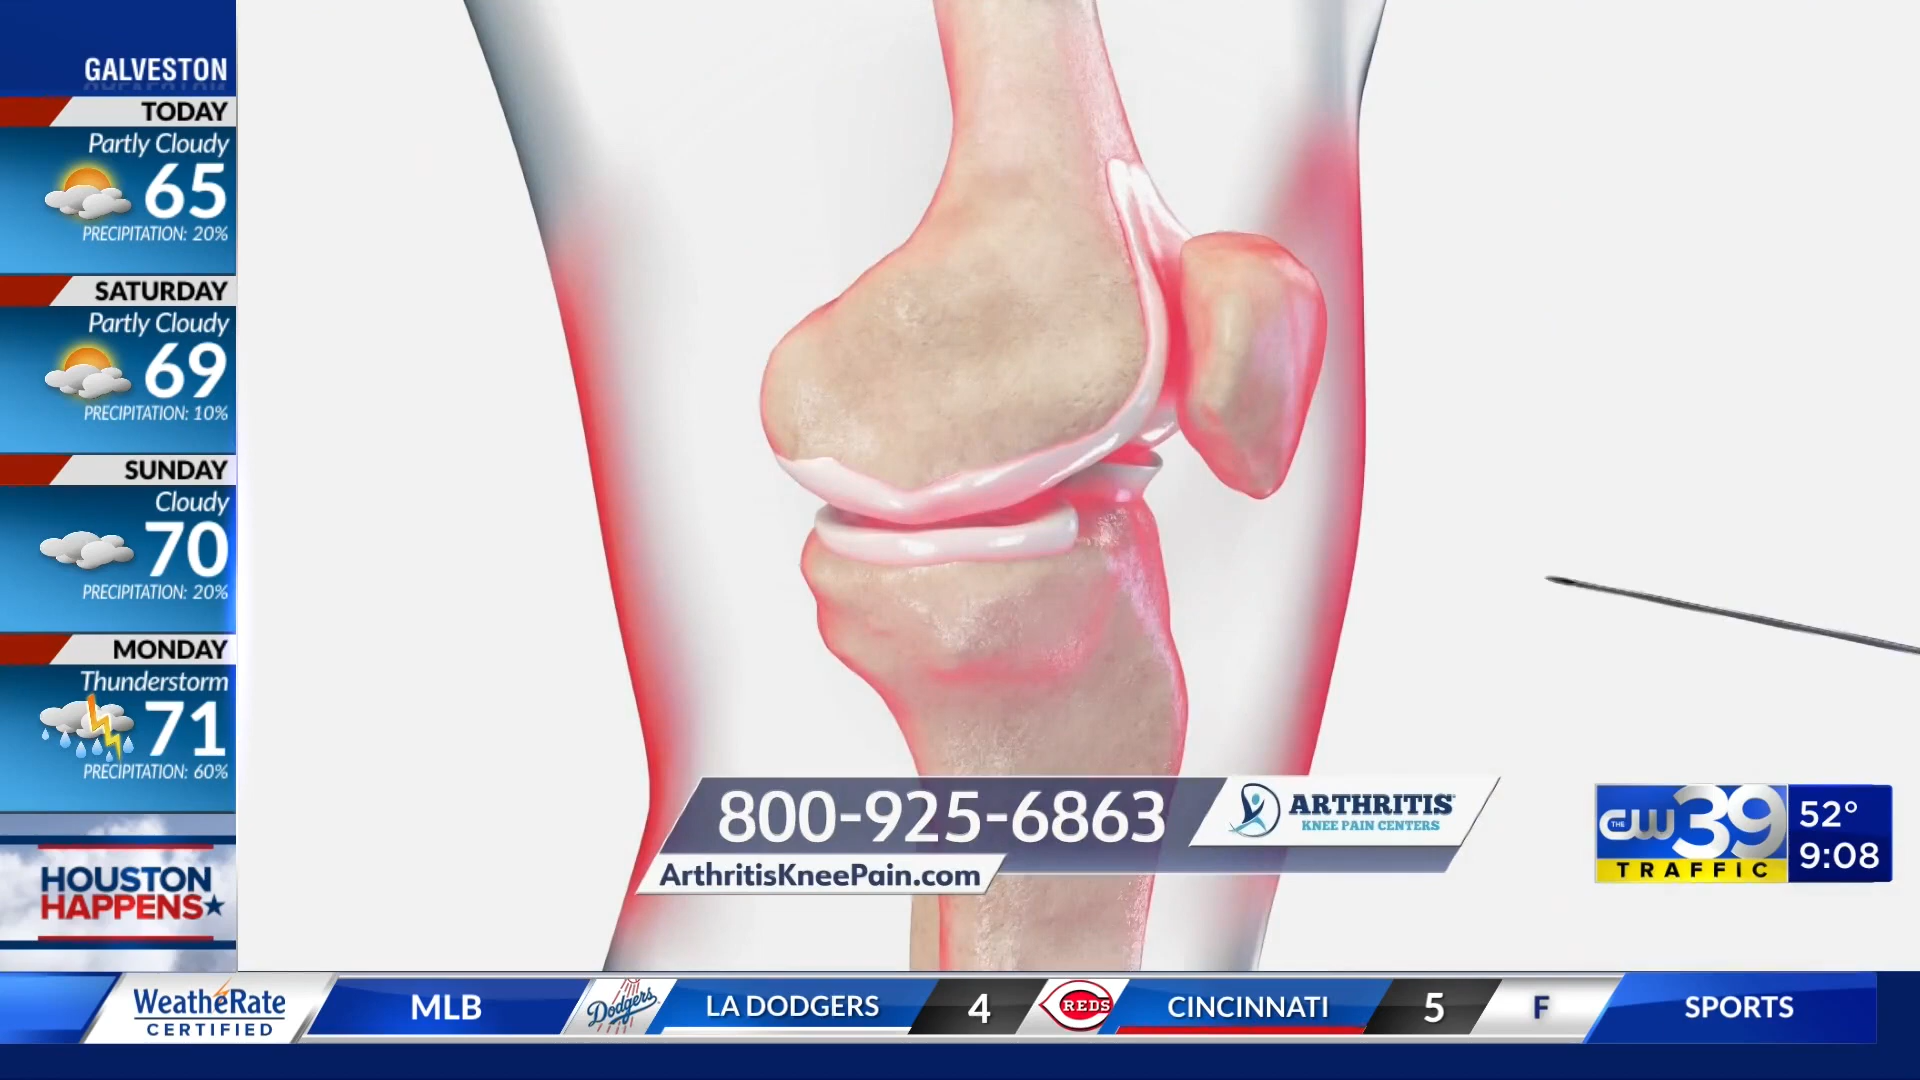 GALVESTON
TODAY
Partly Cloudy
65
PRECIPITATION: 20%
SATURDAY
Partly Cloudy
69
PRECIPITATION: 10%
SUNDAY
Cloudy
70
PRECIPITATION: 20%
MONDAY
Thunderstorm
71
PRECIPITATION: 60%
HOUSTON
HAPPENS
800-925-6863
ARTHRITIS
KNEE PAIN CENTERS
ArthritisKneePain.com
THE CW 39
TRAFFIC
52°
9:08
WeatheRate
CERTIFIED
MLB
Dodgers
LA DODGERS
4
REDS
CINCINNATI
5
F
SPORTS